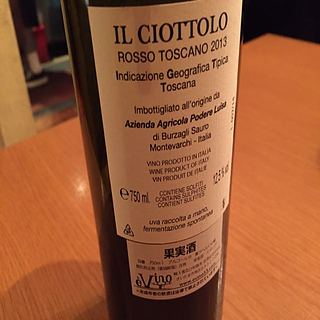 IL CIOTTOLO
ROSSO TOSCANO 2013
Indicazione Geografica Tipica
Toscana
Imbottigliato all'origine da
Azienda Agricola Podere Luisa
di Burzagli Sauro
Montevarchi - Italia
VINO PRODOTTO IN ITALIA
WINE PRODUCT OF ITALY
VIN PRODUIT DE ITALIE
e 750 ml.
CONTIENE SOLFITI
CONTAINS SULPHITES
CONTIENT SULFITES
12,5 % vol.
uva raccolta a mano,
fermentazione spontanea
果実酒
vino